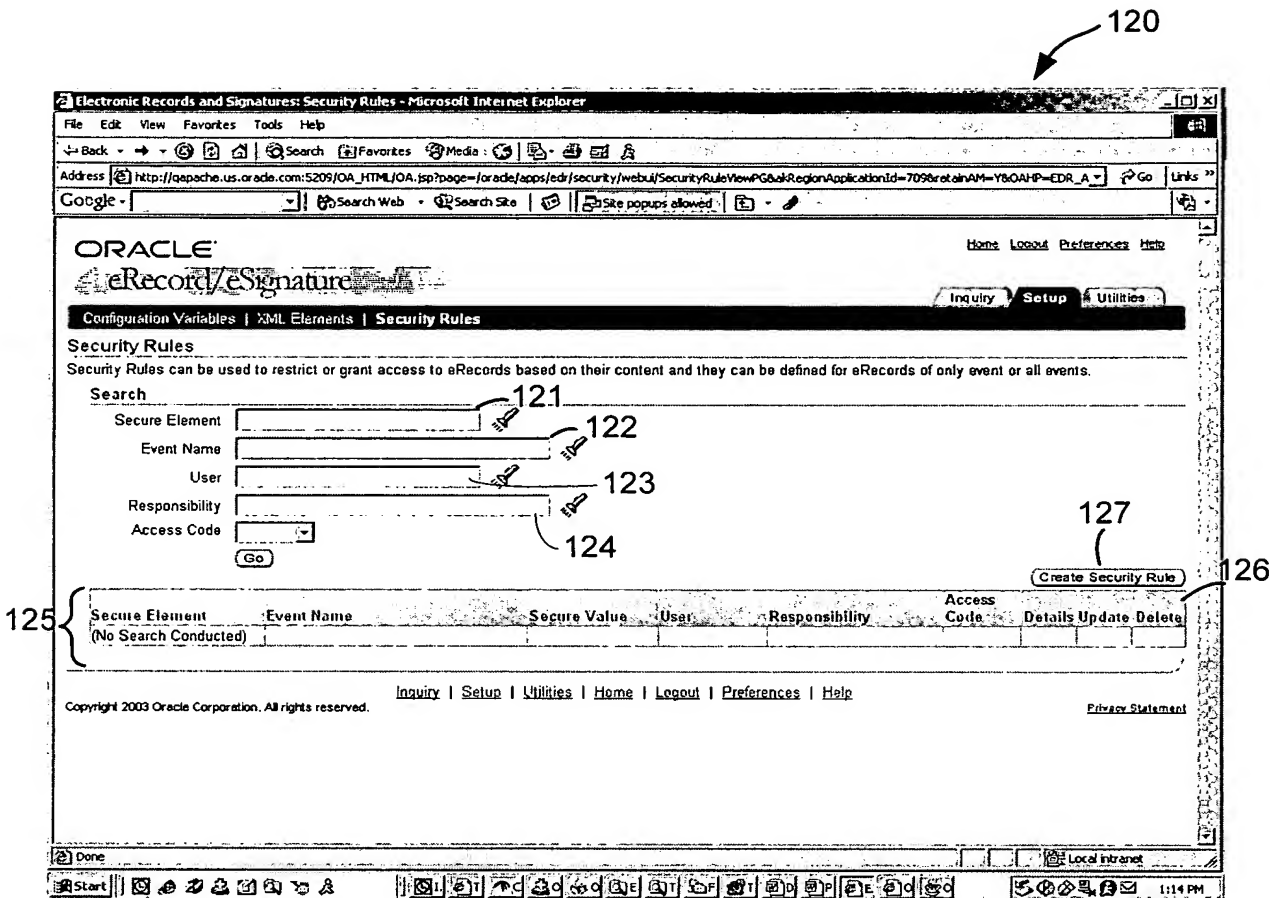 120
Electronic Records and Signatures: Security Rules - Microsoft Internet Explorer
File Edit View Favorites Tools Help
Back Search Favorites Media
Address http://qapache.us.oracle.com:5209/OA_HTML/OA.jsp?page=/oracle/apps/edr/security/webui/SecurityRuleViewPG&akRegionApplicationId=709&retainAM=Y&OAHP=EDR_A Go Links »
Google Search Web Search Site Site popups allowed
ORACLE
eRecord/eSignature
Home Logout Preferences Help
Inquiry Setup Utilities
Configuration Variables | XML Elements | Security Rules
Security Rules
Security Rules can be used to restrict or grant access to eRecords based on their content and they can be defined for eRecords of only event or all events.
Search
121
Secure Element
122
Event Name
User
123
Responsibility
Access Code
124
127
Go
Create Security Rule
126
125
Secure Element Event Name Secure Value User Responsibility Access Code Details Update Delete
(No Search Conducted)
Inquiry | Setup | Utilities | Home | Logout | Preferences | Help
Copyright 2003 Oracle Corporation. All rights reserved.
Privacy Statement
Done
Local intranet
Start
1:14 PM